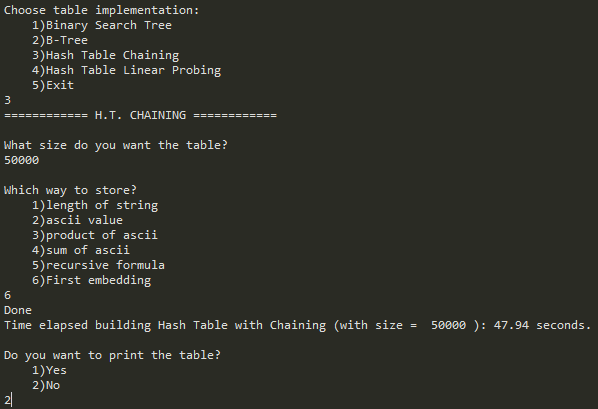 Choose table implementation:
1)Binary Search Tree
2)B-Tree
3)Hash Table Chaining
4)Hash Table Linear Probing
5)Exit
3
============ H.T. CHAINING ============
What size do you want the table?
50000
Which way to store?
1)length of string
2)ascii value
3)product of ascii
4)sum of ascii
5)recursive formula
6)First embedding
6
Done
Time elapsed building Hash Table with Chaining (with size =  50000 ): 47.94 seconds.
Do you want to print the table?
1)Yes
2)No
2